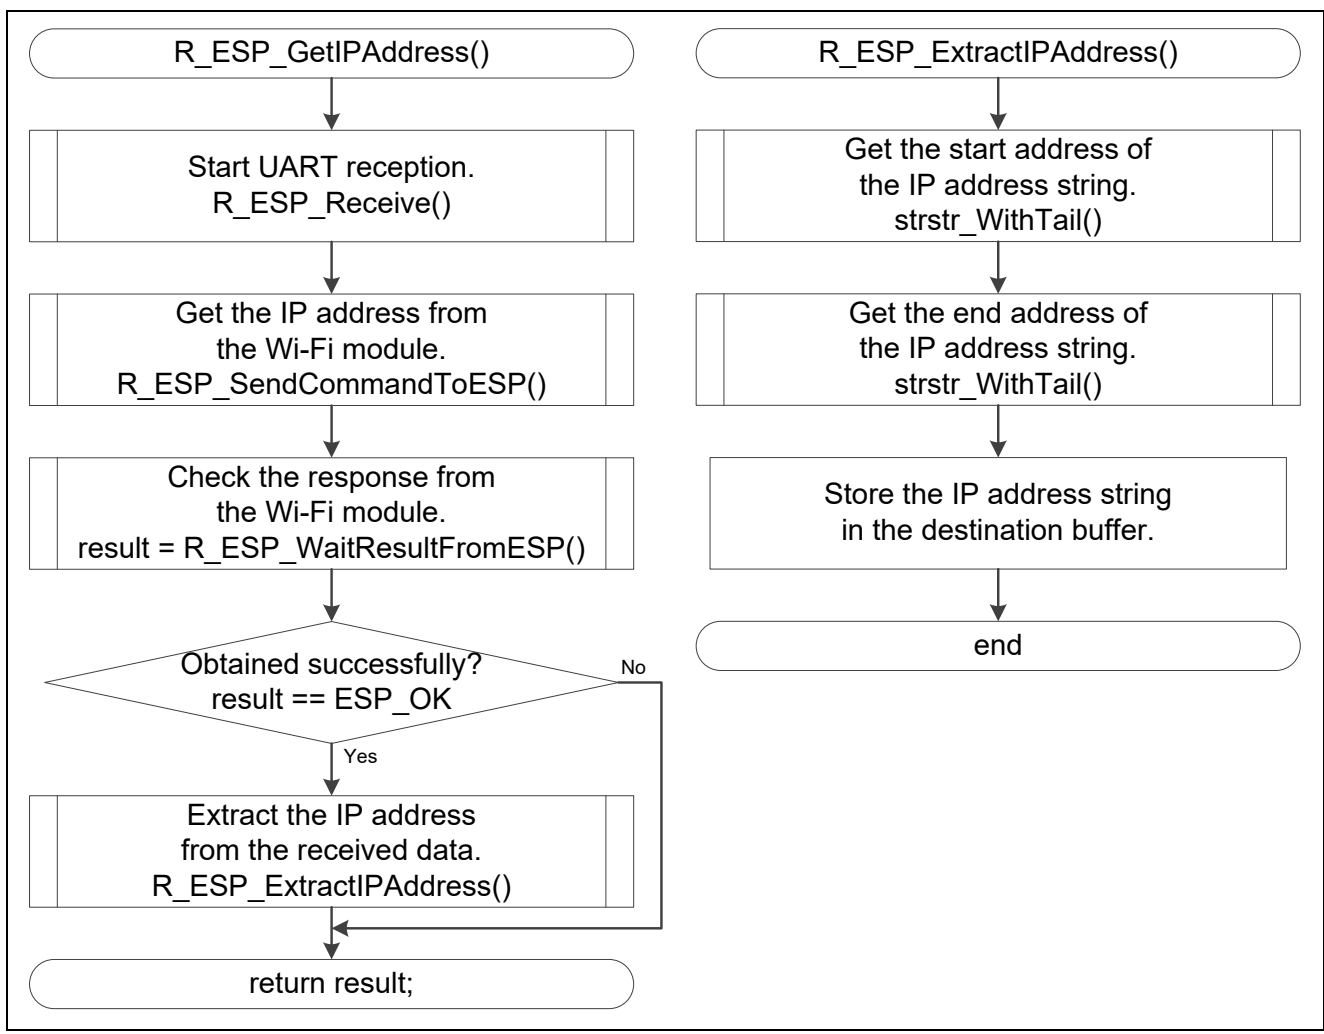 R_ESP_GetIPAddress()
Start UART reception.
R_ESP_Receive()
Get the IP address from
the Wi-Fi module.
R_ESP_SendCommandToESP()
Check the response from
the Wi-Fi module.
result = R_ESP_WaitResultFromESP()
Obtained successfully?
result == ESP_OK
No
Yes
Extract the IP address
from the received data.
R_ESP_ExtractIPAddress()
return result;
R_ESP_ExtractIPAddress()
Get the start address of
the IP address string.
strstr_WithTail()
Get the end address of
the IP address string.
strstr_WithTail()
Store the IP address string
in the destination buffer.
end